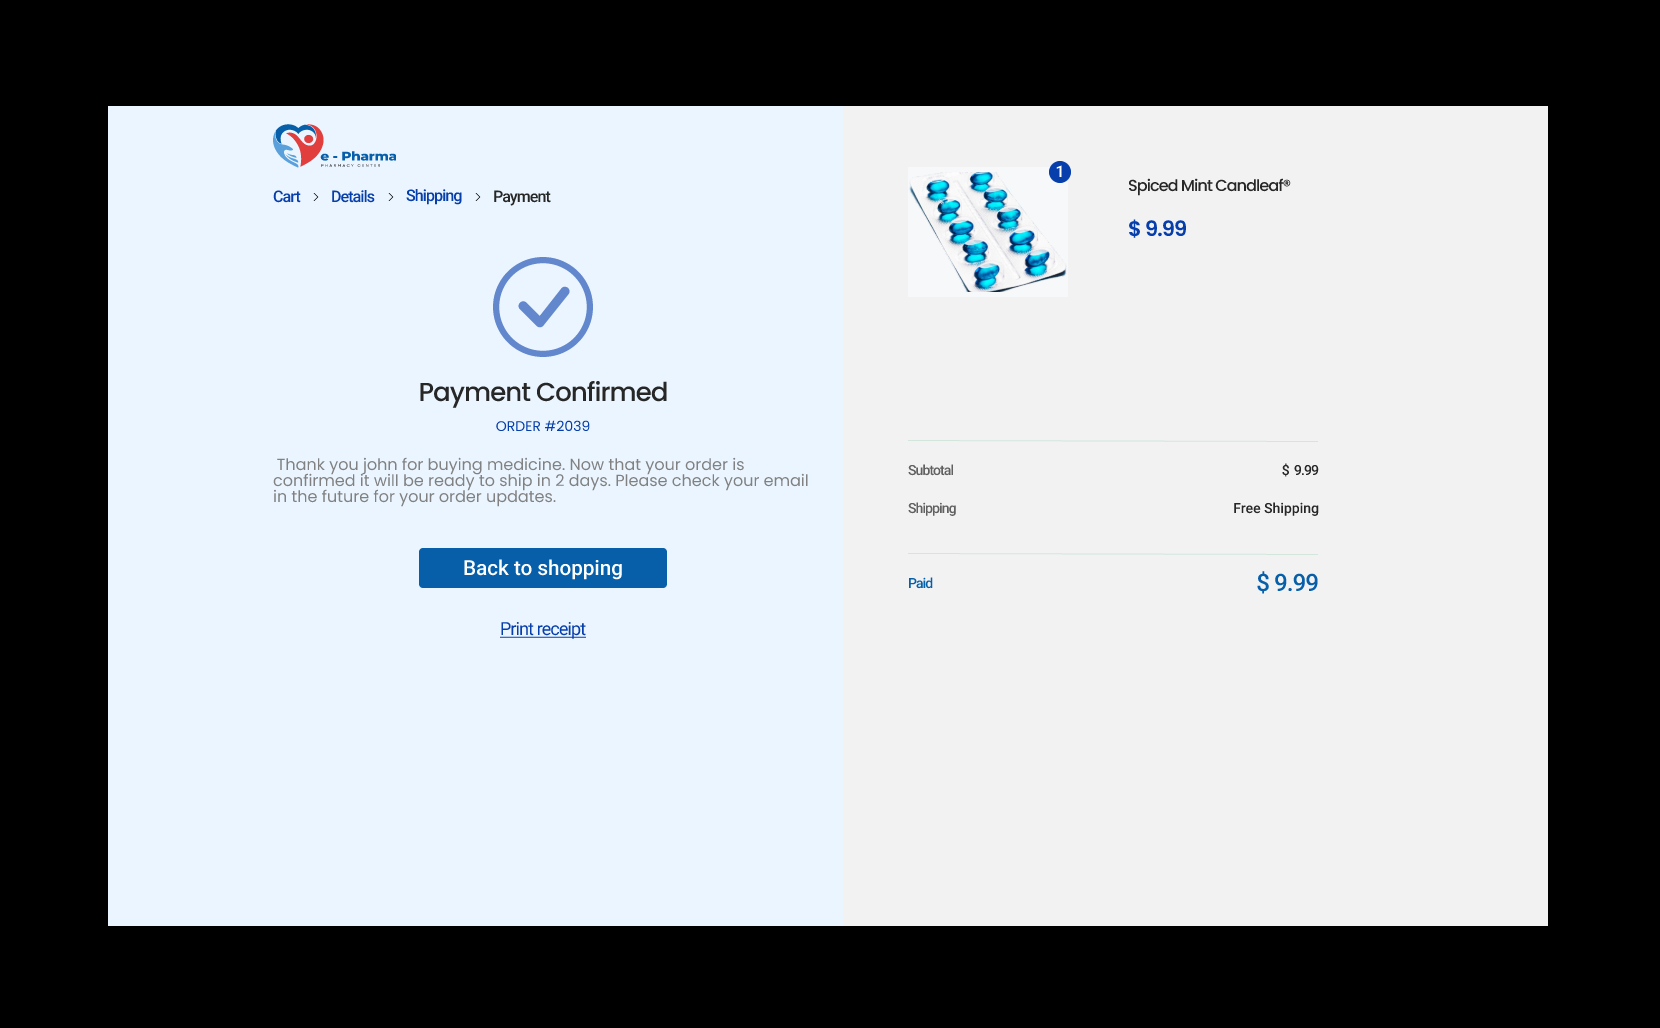 e - Pharma
PHARMACY CENTER
Cart > Details > Shipping > Payment
Payment Confirmed
ORDER #2039
Thank you john for buying medicine. Now that your order is
confirmed it will be ready to ship in 2 days. Please check your email
in the future for your order updates.
Back to shopping
Print receipt
1
Spiced Mint Candleaf®
$ 9.99
Subtotal $ 9.99
Shipping Free Shipping
Paid $ 9.99